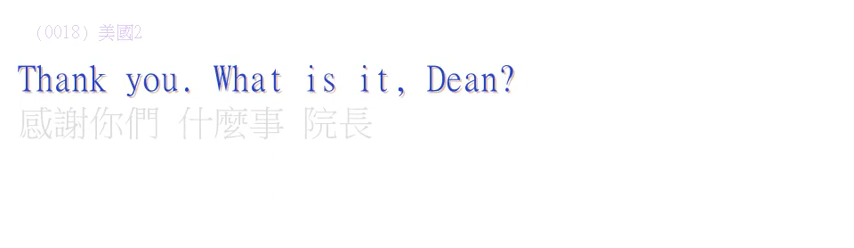 (0018) 美國2
Thank you. What is it, Dean?
感謝你們 什麼事 院長